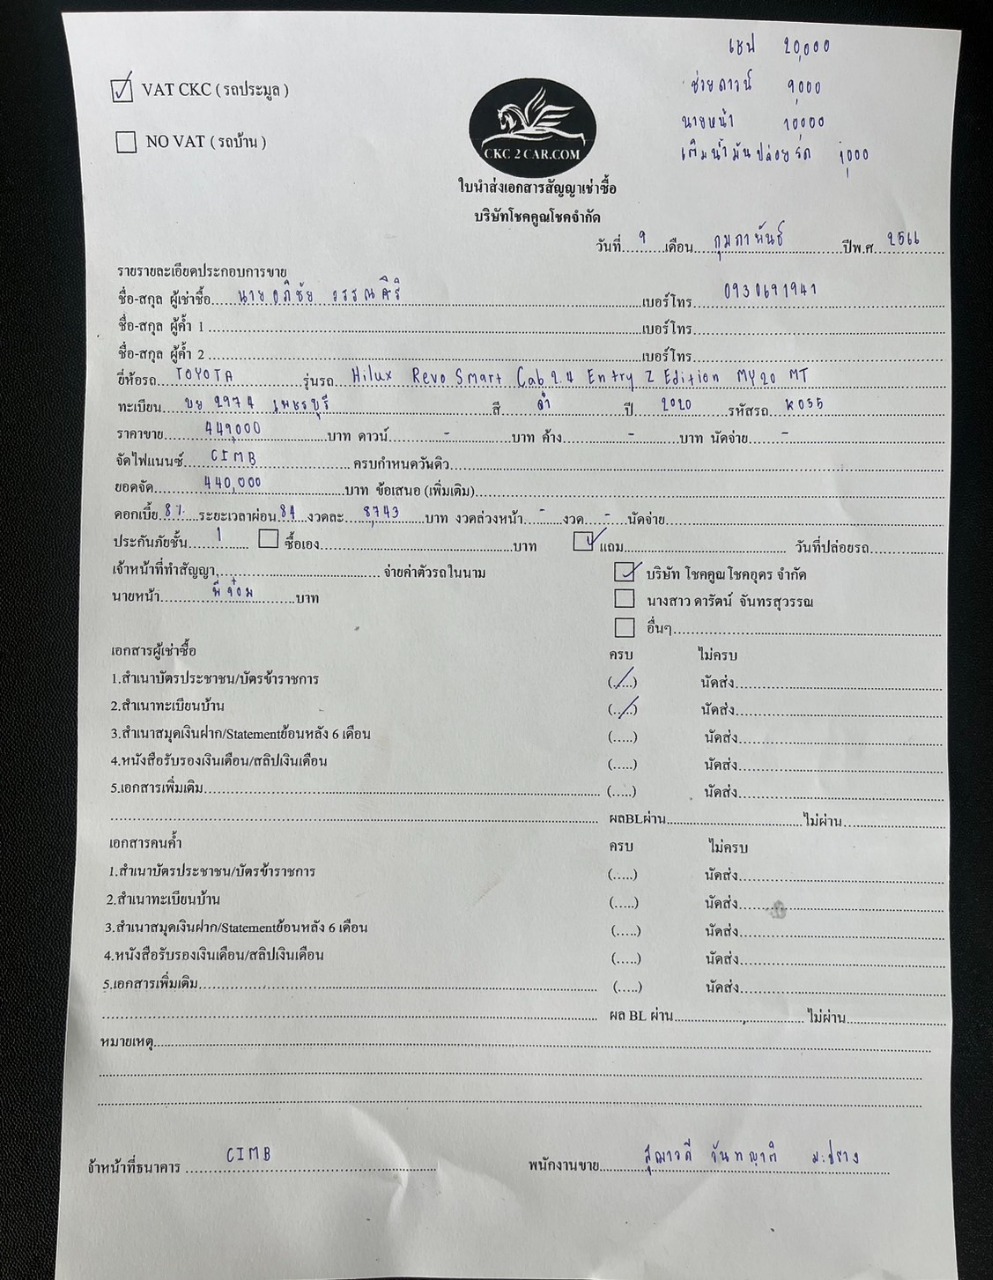 เซฟ 20,000
ช่วยดาวน์ 9,000
นายหน้า 10000
เติมน้ำมันปล่อยรถ 1,000
VAT CKC ( รถประมูล )
NO VAT ( รถบ้าน )
CKC 2 CAR.COM
ใบนำส่งเอกสารสัญญาเช่าซื้อ
บริษัทโชคคูณโชคจำกัด
วันที่ 9 เดือน กุมภาพันธ์ ปีพ.ศ. 2566
รายรายละเอียดประกอบการขาย
ชื่อ-สกุล ผู้เช่าซื้อ นายอภิชัย วรรณศิริ เบอร์โทร 0930691941
ชื่อ-สกุล ผู้ค้ำ 1 เบอร์โทร
ชื่อ-สกุล ผู้ค้ำ 2 เบอร์โทร
ยี่ห้อรถ TOYOTA รุ่นรถ Hilux Revo Smart Cab 2.4 Entry Z Edition MY20 MT
ทะเบียน บย 2974 เพชรบุรี สี ดำ ปี 2020 รหัสรถ K055
ราคาขาย 449,000 บาท ดาวน์ - บาท ค้าง - บาท นัดจ่าย -
จัดไฟแนนซ์ CIMB ครบกำหนดวันดิว
ยอดจัด 440,000 บาท ข้อเสนอ (เพิ่มเติม)
ดอกเบี้ย 8% ระยะเวลาผ่อน 84 งวดละ 8,743 บาท งวดล่วงหน้า - งวด - นัดจ่าย
ประกันภัยชั้น 1 ซื้อเอง บาท แถม วันที่ปล่อยรถ
เจ้าหน้าที่ทำสัญญา จ่ายค่าตัวรถในนาม บริษัท โชคคูณโชคอุดร จำกัด
นายหน้า พี่จ๋อม บาท นางสาว ดารัตน์ จันทรสุวรรณ
อื่นๆ
เอกสารผู้เช่าซื้อ ครบ ไม่ครบ
1.สำเนาบัตรประชาชน/บัตรข้าราชการ (.....) นัดส่ง
2.สำเนาทะเบียนบ้าน (.....) นัดส่ง
3.สำเนาสมุดเงินฝาก/Statementย้อนหลัง 6 เดือน (.....) นัดส่ง
4.หนังสือรับรองเงินเดือน/สลิปเงินเดือน (.....) นัดส่ง
5.เอกสารเพิ่มเติม (.....) นัดส่ง
ผลBLผ่าน ไม่ผ่าน
เอกสารคนค้ำ ครบ ไม่ครบ
1.สำเนาบัตรประชาชน/บัตรข้าราชการ (.....) นัดส่ง
2.สำเนาทะเบียนบ้าน (.....) นัดส่ง
3.สำเนาสมุดเงินฝาก/Statementย้อนหลัง 6 เดือน (.....) นัดส่ง
4.หนังสือรับรองเงินเดือน/สลิปเงินเดือน (.....) นัดส่ง
5.เอกสารเพิ่มเติม (.....) นัดส่ง
ผล BL ผ่าน ไม่ผ่าน
หมายเหตุ
จ้าหน้าที่ธนาคาร CIMB พนักงานขาย